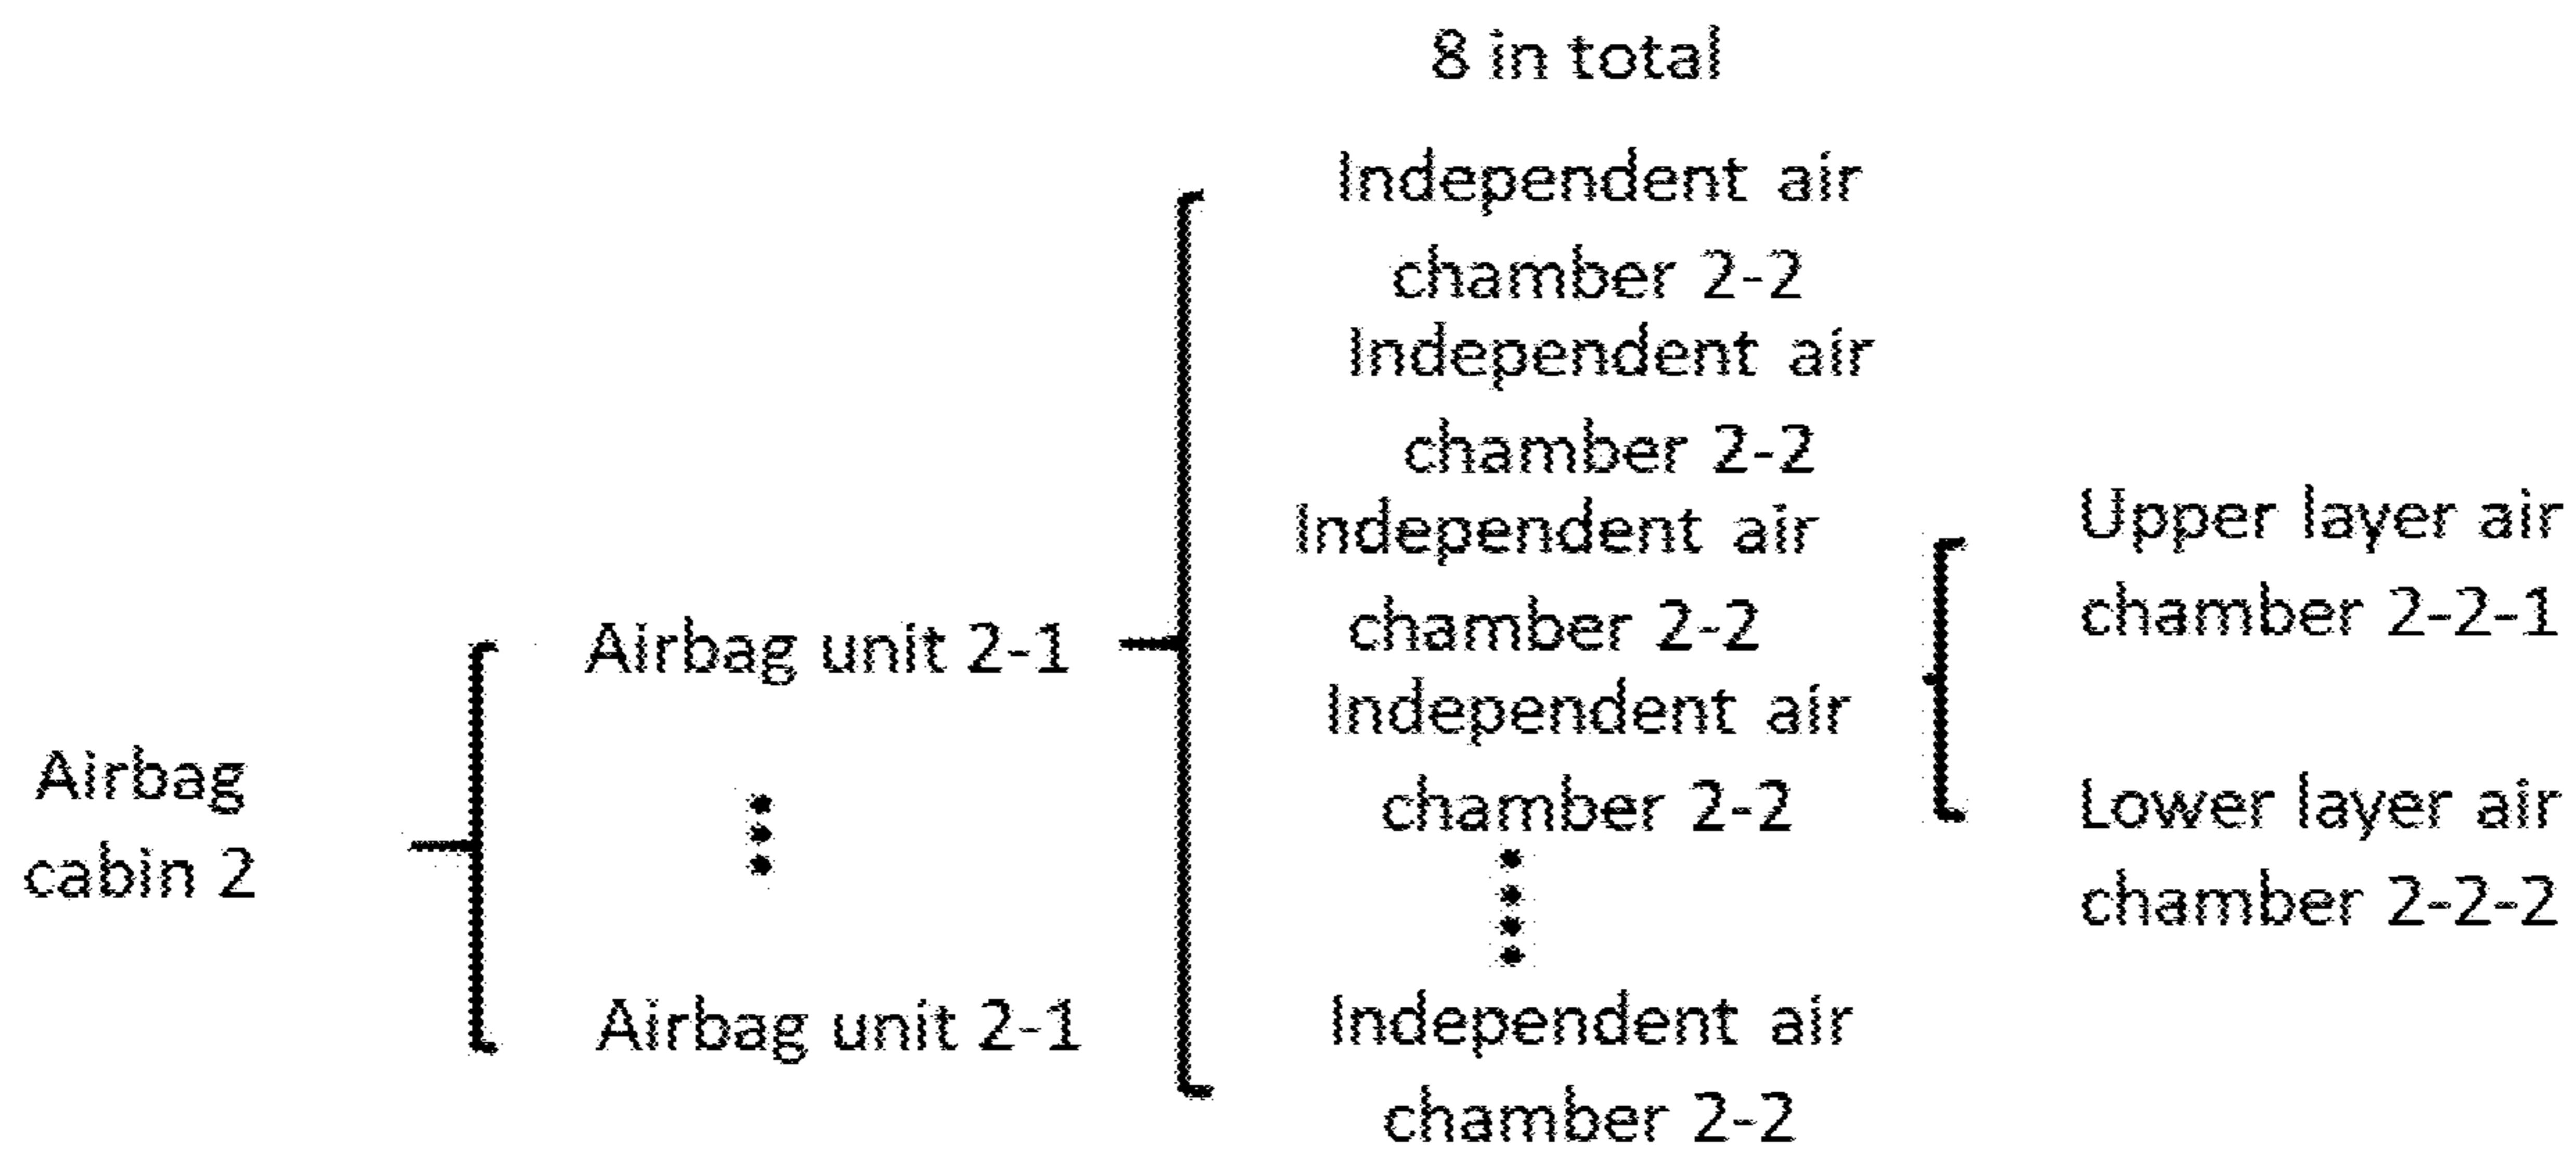 Airbag
cabin 2
Airbag unit 2-1
Airbag unit 2-1
8 in total
Independent air
chamber 2-2
Independent air
chamber 2-2
Independent air
chamber 2-2
Independent air
chamber 2-2
Independent air
chamber 2-2
Upper layer air
chamber 2-2-1
Lower layer air
chamber 2-2-2